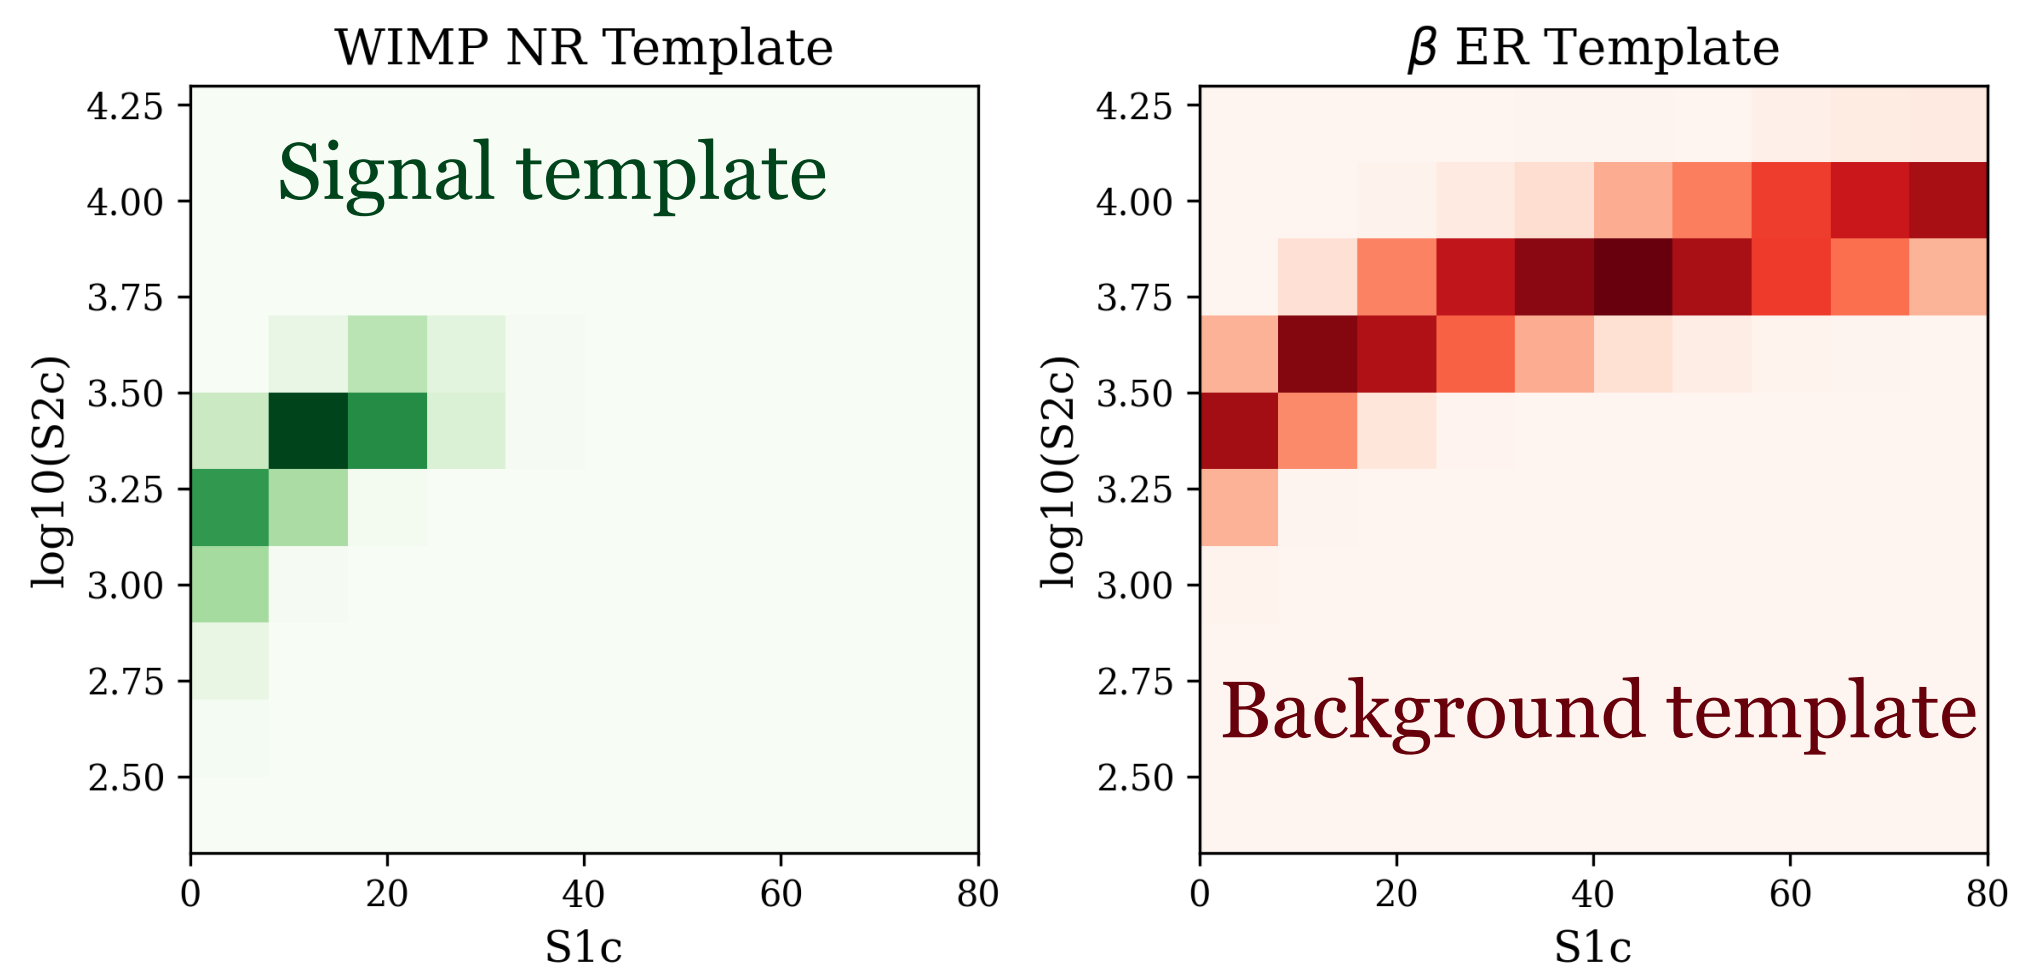 WIMP NR Template
4.25
4.00
3.75
3.50
3.25
3.00
2.75
2.50
log10(S2c)
Signal template
0 20 40 60 80
S1c
β ER Template
4.25
4.00
3.75
3.50
3.25
3.00
2.75
2.50
log10(S2c)
Background template
0 20 40 60 80
S1c